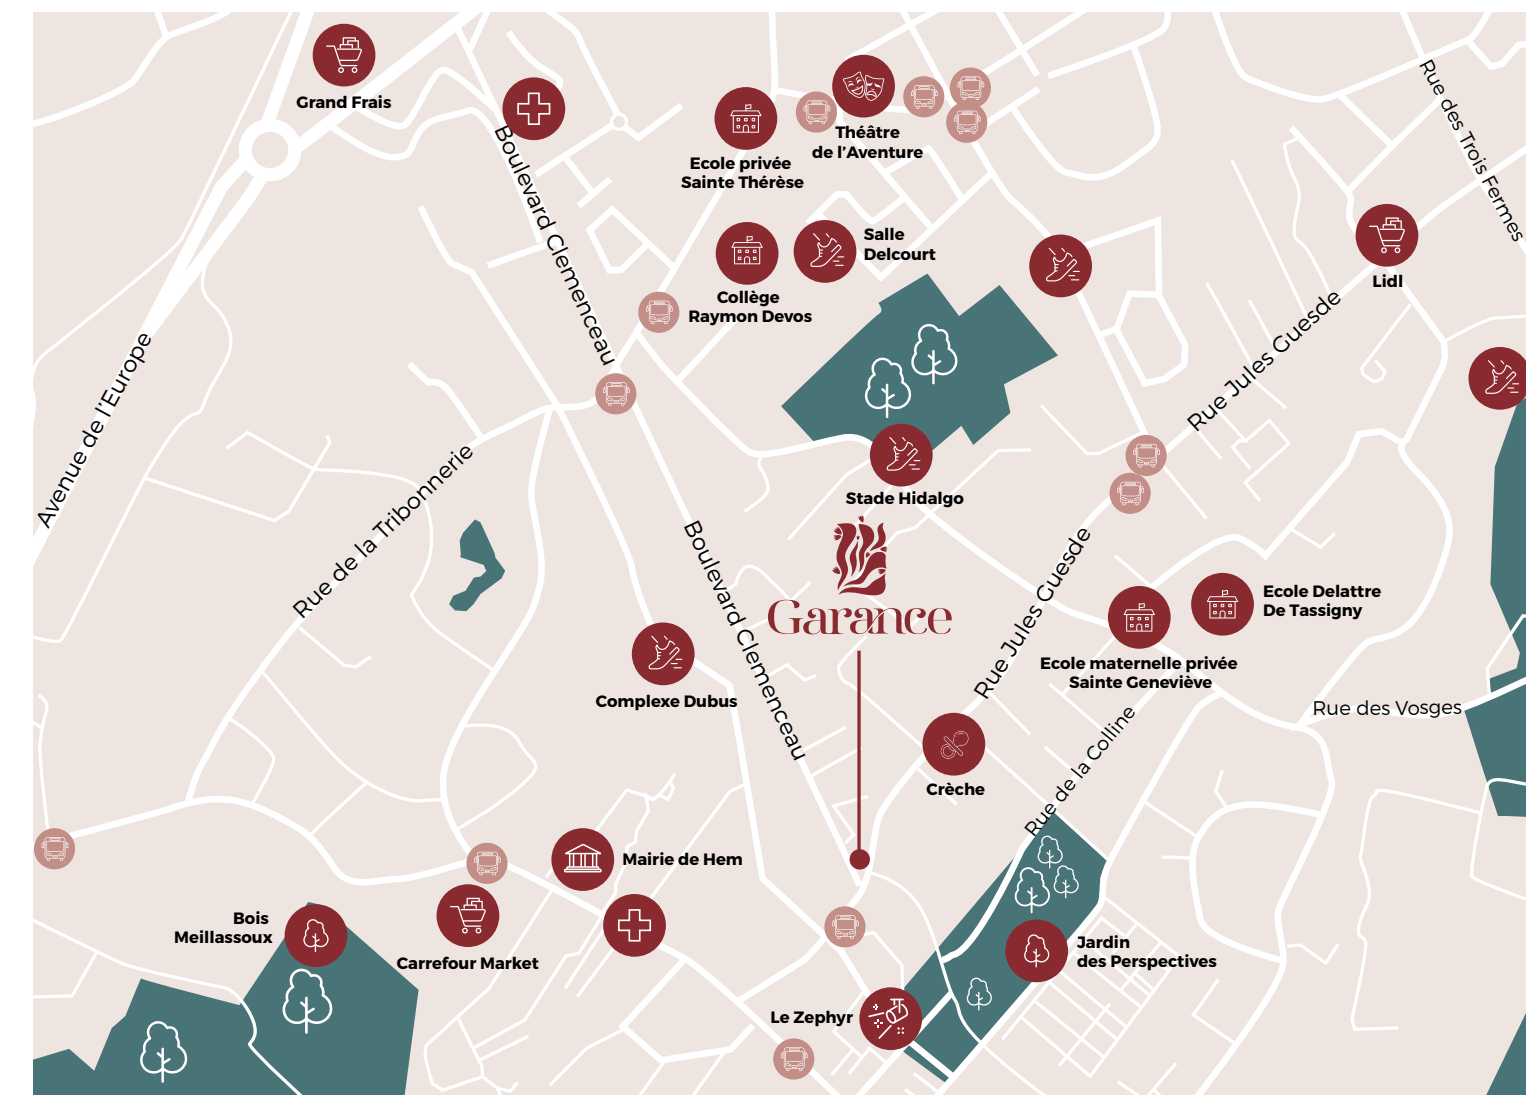 Grand Frais
Boulevard Clemenceau
Ecole privée
Sainte Thérèse
Théâtre
de l'Aventure
Rue des Trois Fermes
Salle
Delcourt
Collège
Raymon Devos
Lidl
Avenue de l'Europe
Rue Jules Guesde
Rue de la Tribonnerie
Stade Hidalgo
Boulevard Clemenceau
Garance
Rue Jules Guesde
Ecole Delattre
De Tassigny
Ecole maternelle privée
Sainte Geneviève
Complexe Dubus
Rue des Vosges
Rue de la Colline
Crèche
Mairie de Hem
Bois
Meillassoux
Carrefour Market
Jardin
des Perspectives
Le Zephyr